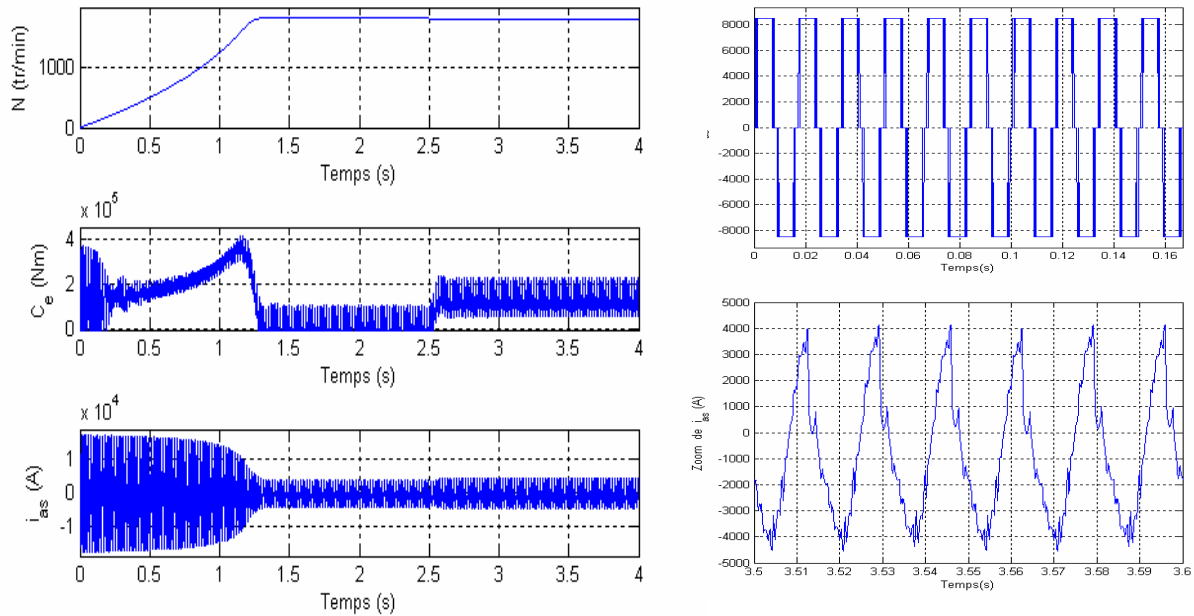 N (tr/min)
1000
0
0 0.5 1 1.5 2 2.5 3 3.5 4
Temps (s)
x 10^5
C_e (Nm)
4
2
0
0 0.5 1 1.5 2 2.5 3 3.5 4
Temps (s)
x 10^4
i_as (A)
1
0
-1
0 0.5 1 1.5 2 2.5 3 3.5 4
Temps (s)
8000
6000
4000
2000
0
-2000
-4000
-6000
-8000
0 0.02 0.04 0.06 0.08 0.1 0.12 0.14 0.16
Temps(s)
Zoom de i_as (A)
5000
4000
3000
2000
1000
0
-1000
-2000
-3000
-4000
-5000
3.5 3.51 3.52 3.53 3.54 3.55 3.56 3.57 3.58 3.59 3.6
Temps(s)